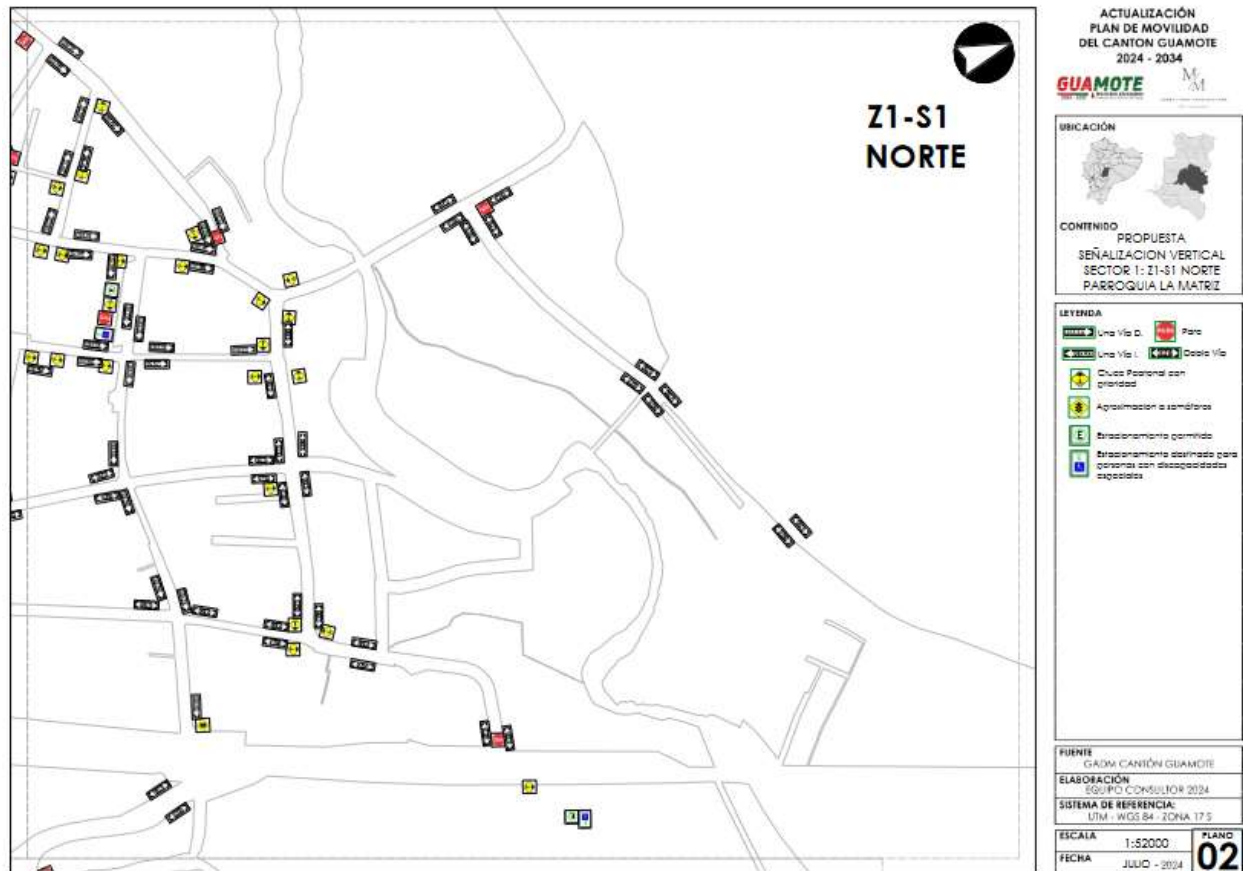 Z1-S1
NORTE
ACTUALIZACIÓN
PLAN DE MOVILIDAD
DEL CANTON GUAMOTE
2024 - 2034
GUAMOTE
UBICACIÓN
CONTENIDO
PROPUESTA
SEÑALIZACION VERTICAL
SECTOR 1: Z1-S1 NORTE
PARROQUIA LA MATRIZ
LEYENDA
Una Vía D.
Pare
Una Vía I.
Doble Vía
Cruce Peatonal con
prioridad
Aproximacion a semáforos
E
Estacionamiento permitido
Estacionamiento destinado para
personas con discapacidades
especiales
FUENTE
GADM CANTÓN GUAMOTE
ELABORACIÓN
EQUIPO CONSULTOR 2024
SISTEMA DE REFERENCIA:
UTM - WGS 84 - ZONA 17 S
ESCALA
1:52000
PLANO
02
FECHA
JULIO - 2024